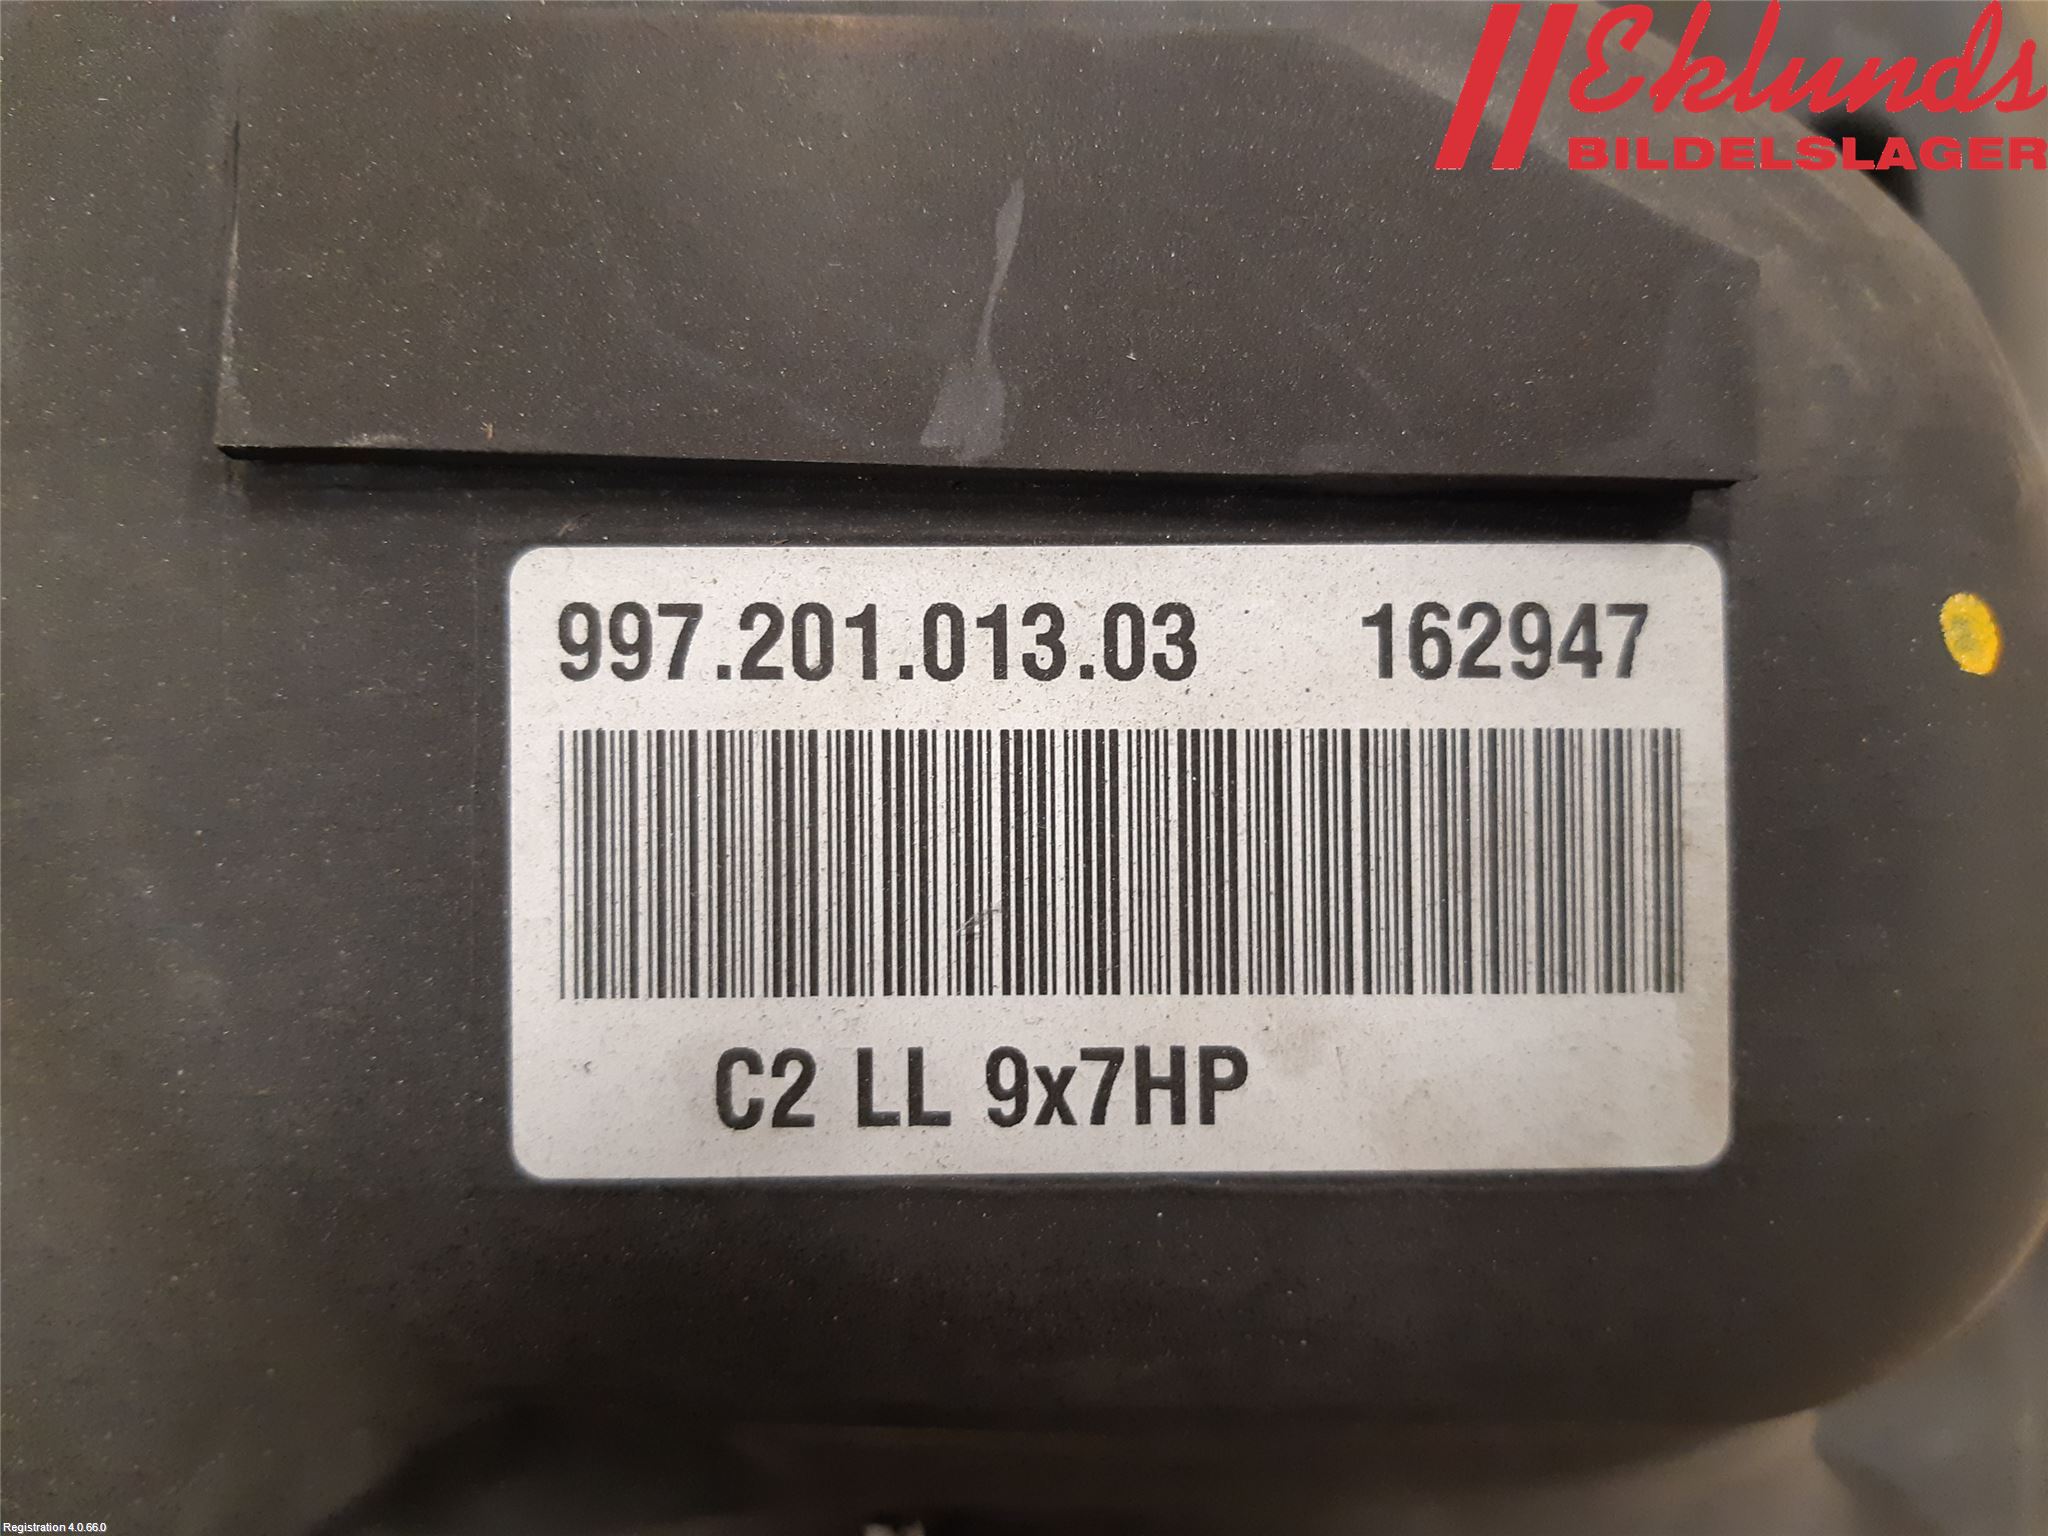 Eklunds
BILDELSLAGER
997.201.013.03 162947
C2 LL 9x7HP
Registration 4.0.66.0